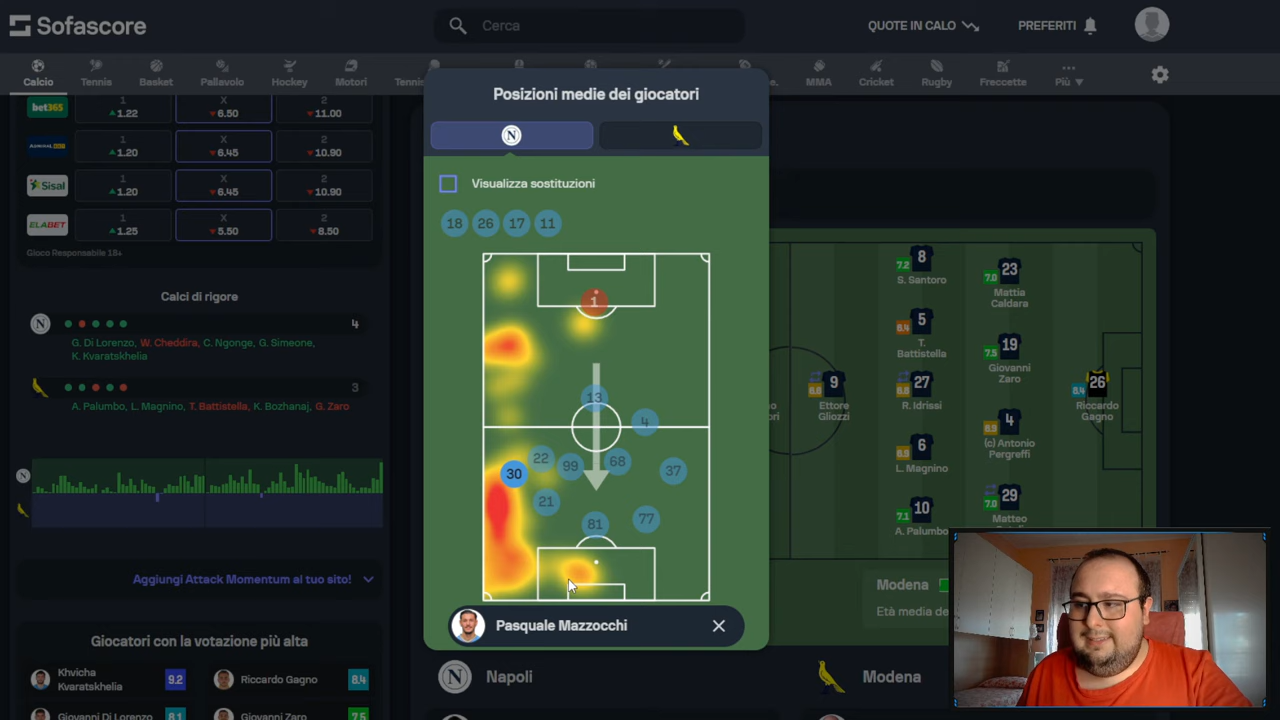 Sofascore
Cerca
QUOTE IN CALO
PREFERITI
Calcio
Tennis
Basket
Pallavolo
Hockey
Motori
MMA
Cricket
Rugby
Freccette
Più
bet365
1
1.22
X
6.50
2
11.00
1
1.20
X
6.45
2
10.90
Sisal
1
1.20
X
6.45
2
10.90
ELABET
1
1.25
X
5.50
2
8.50
Gioco Responsabile 18+
Calci di rigore
4
G. Di Lorenzo, W. Cheddira, C. Ngonge, G. Simeone,
K. Kvaratskhelia
3
A. Palumbo, L. Magnino, T. Battistella, K. Bozhanaj, G. Zaro
Aggiungi Attack Momentum al tuo sito!
Giocatori con la votazione più alta
Khvicha
Kvaratskhelia
9.2
Riccardo Gagno
8.4
Giovanni Di Lorenzo
8.1
Giovanni Zaro
7.5
Posizioni medie dei giocatori
N
Visualizza sostituzioni
18
26
17
11
1
13
4
22
99
68
30
37
21
81
77
Pasquale Mazzocchi
8
7.2
S. Santoro
23
7.0
Mattia
Caldara
5
6.4
T.
Battistella
19
7.5
Giovanni
Zaro
9
Ettore
Gliozzi
27
R. Idrissi
26
8.4
Riccardo
Gagno
6
L. Magnino
4
(c) Antonio
Pergreffi
10
7.1
A. Palumbo
29
7.0
Matteo
Modena
Età media de
Napoli
Modena